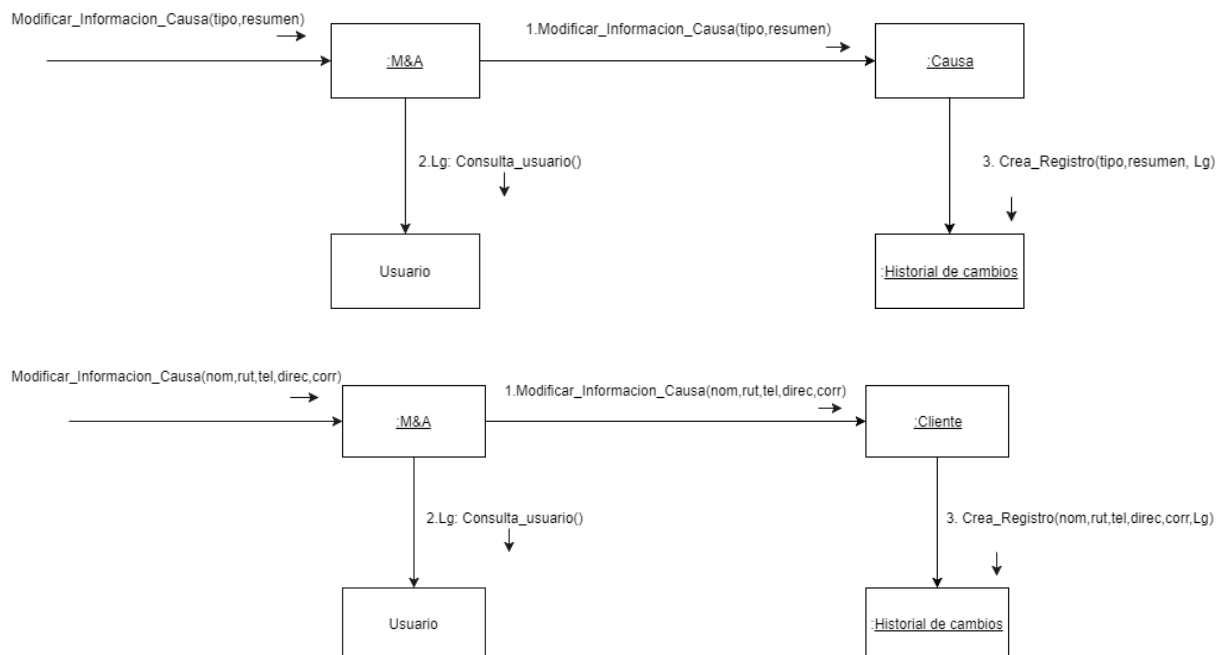 Modificar_Informacion_Causa(tipo,resumen)
1.Modificar_Informacion_Causa(tipo,resumen)
:M&A
:Causa
2.Lg: Consulta_usuario()
3. Crea_Registro(tipo,resumen, Lg)
Usuario
:Historial de cambios
Modificar_Informacion_Causa(nom,rut,tel,direc,corr)
1.Modificar_Informacion_Causa(nom,rut,tel,direc,corr)
:M&A
:Cliente
2.Lg: Consulta_usuario()
3. Crea_Registro(nom,rut,tel,direc,corr,Lg)
Usuario
:Historial de cambios